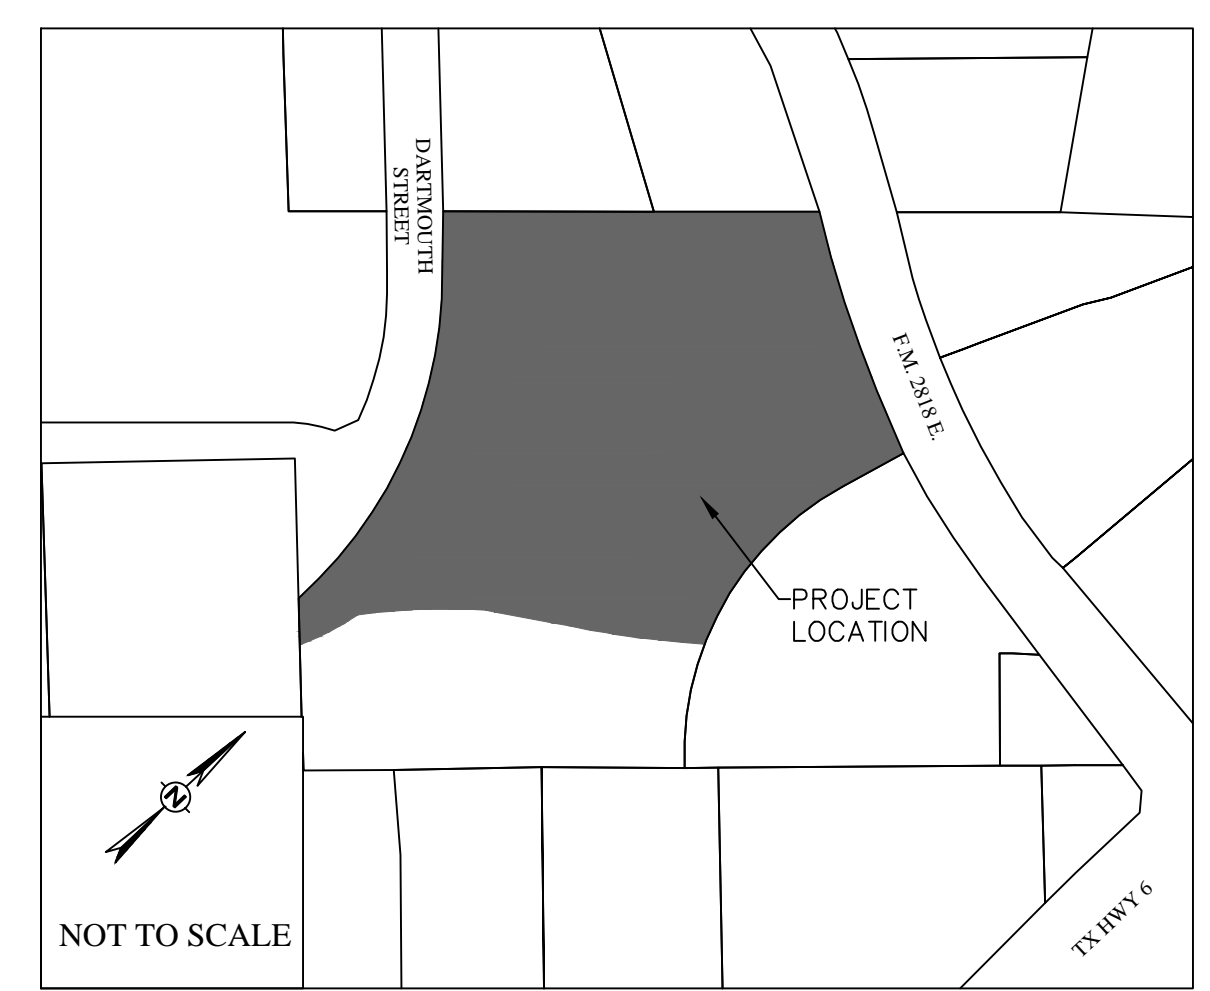 DARTMOUTH
STREET
F.M. 2818 E.
PROJECT
LOCATION
N
NOT TO SCALE
TX HWY 6